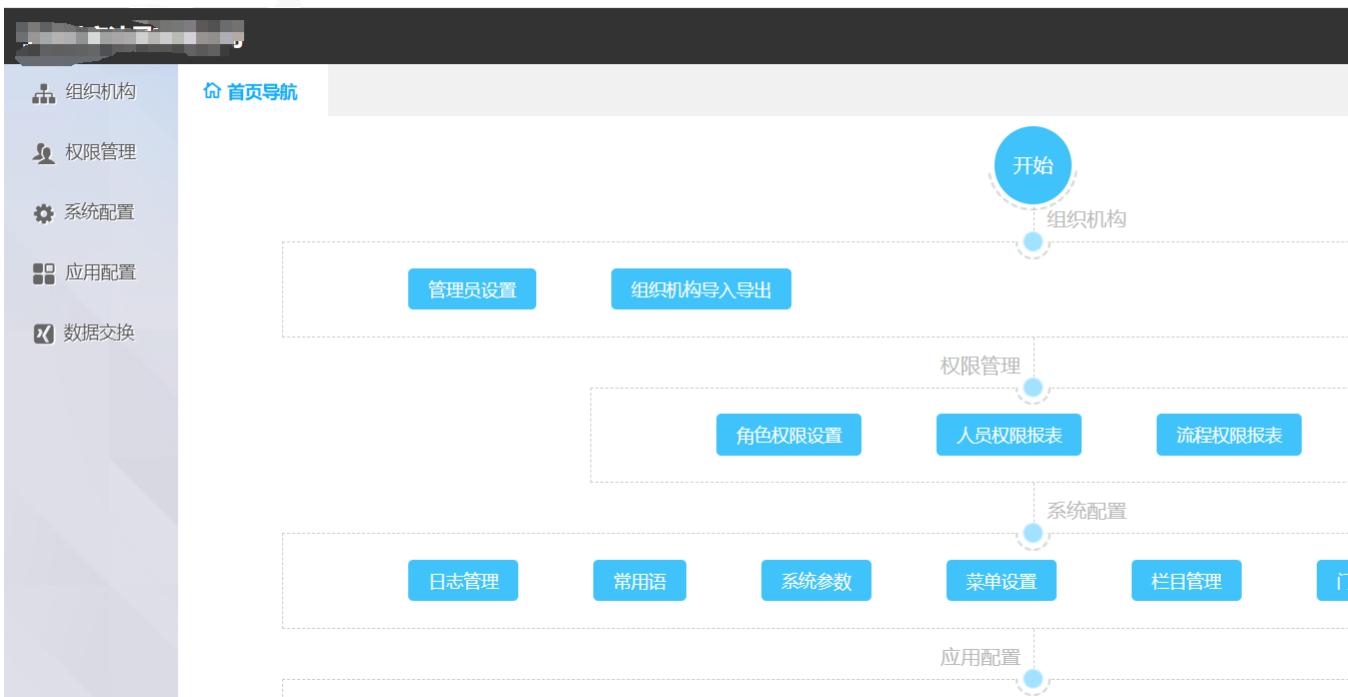 组织机构
首页导航
权限管理
系统配置
应用配置
数据交换
开始
组织机构
管理员设置 组织机构导入导出
权限管理
角色权限设置 人员权限报表 流程权限报表
系统配置
日志管理 常用语 系统参数 菜单设置 栏目管理 门
应用配置